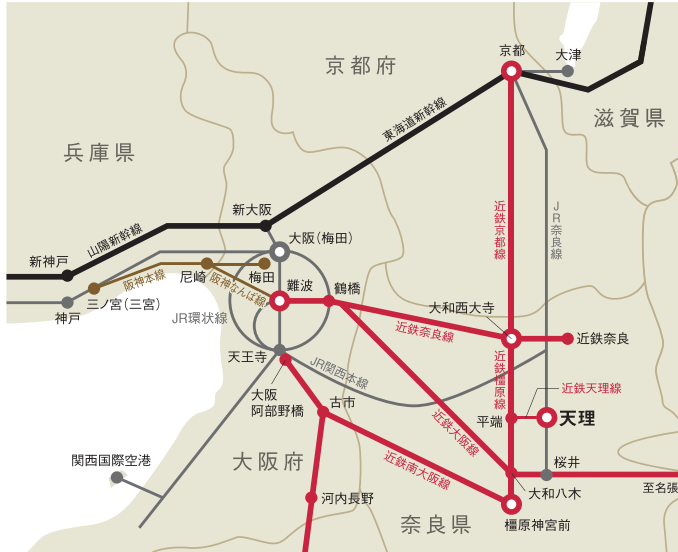 京都
大津
京都府
滋賀県
東海道新幹線
兵庫県
新大阪
近鉄京都線
JR奈良線
山陽新幹線
大阪(梅田)
新神戸
阪神本線
尼崎
梅田
阪神なんば線
難波
鶴橋
三ノ宮(三宮)
神戸
JR環状線
大和西大寺
近鉄奈良線
近鉄奈良
天王寺
JR関西本線
近鉄橿原線
近鉄天理線
大阪
阿部野橋
古市
近鉄大阪線
平端
天理
関西国際空港
大阪府
近鉄南大阪線
桜井
至名張
大和八木
河内長野
奈良県
橿原神宮前